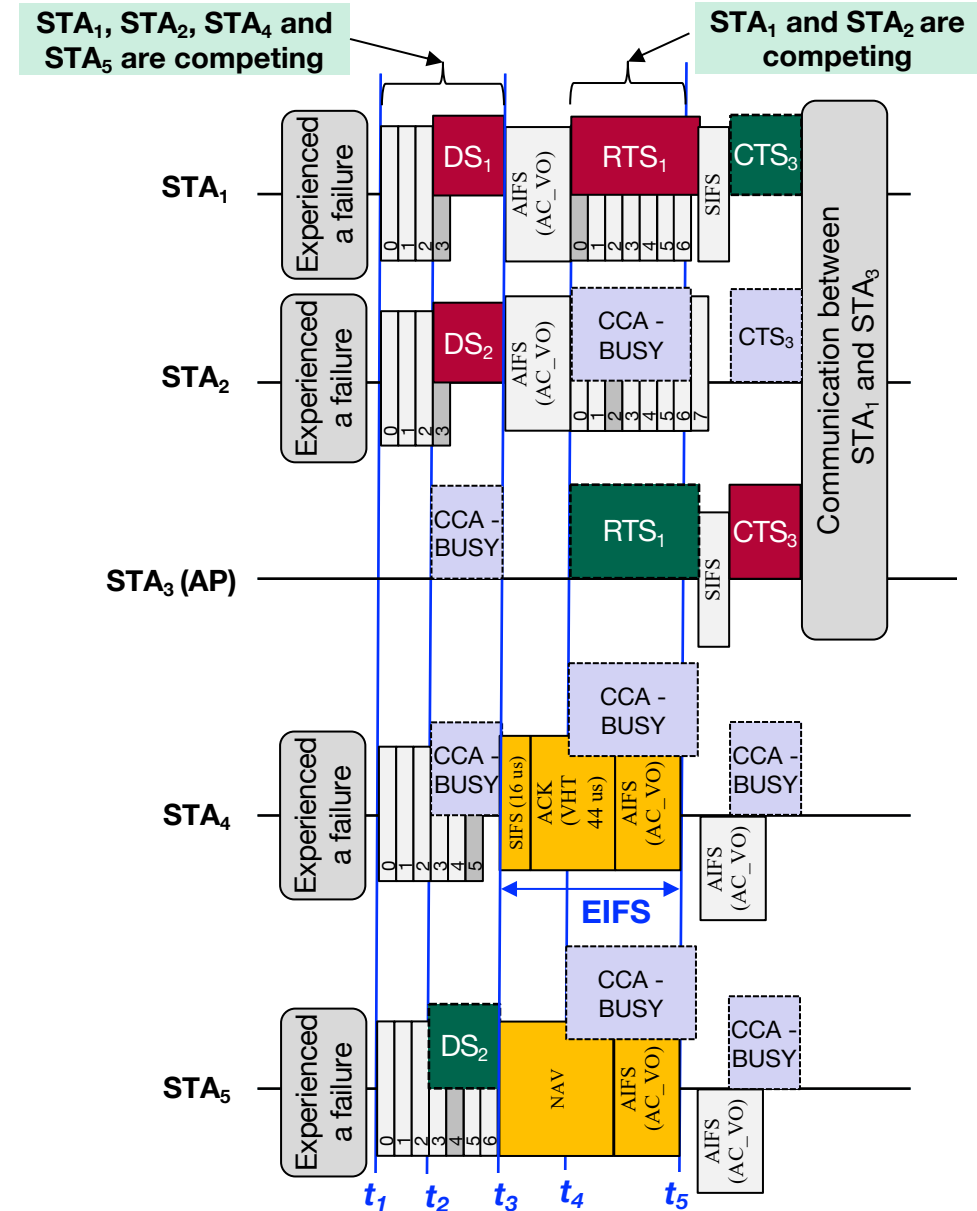 STA1, STA2, STA4 and
STA5 are competing
STA1 and STA2 are
competing
STA1
Experienced
a failure
0
1
2
3
DS1
AIFS
(AC_VO)
RTS1
0
1
2
3
4
5
6
SIFS
CTS3
Communication between
STA1 and STA3
STA2
Experienced
a failure
0
1
2
3
DS2
AIFS
(AC_VO)
CCA -
BUSY
0
1
2
3
4
5
6
7
CTS3
STA3 (AP)
CCA -
BUSY
RTS1
SIFS
CTS3
STA4
Experienced
a failure
0
1
2
3
4
5
CCA -
BUSY
SIFS (16 us)
ACK
(VHT
44 us)
AIFS
(AC_VO)
CCA -
BUSY
EIFS
AIFS
(AC_VO)
CCA -
BUSY
STA5
Experienced
a failure
0
1
2
3
4
5
6
DS2
NAV
AIFS
(AC_VO)
CCA -
BUSY
AIFS
(AC_VO)
CCA -
BUSY
t1
t2
t3
t4
t5